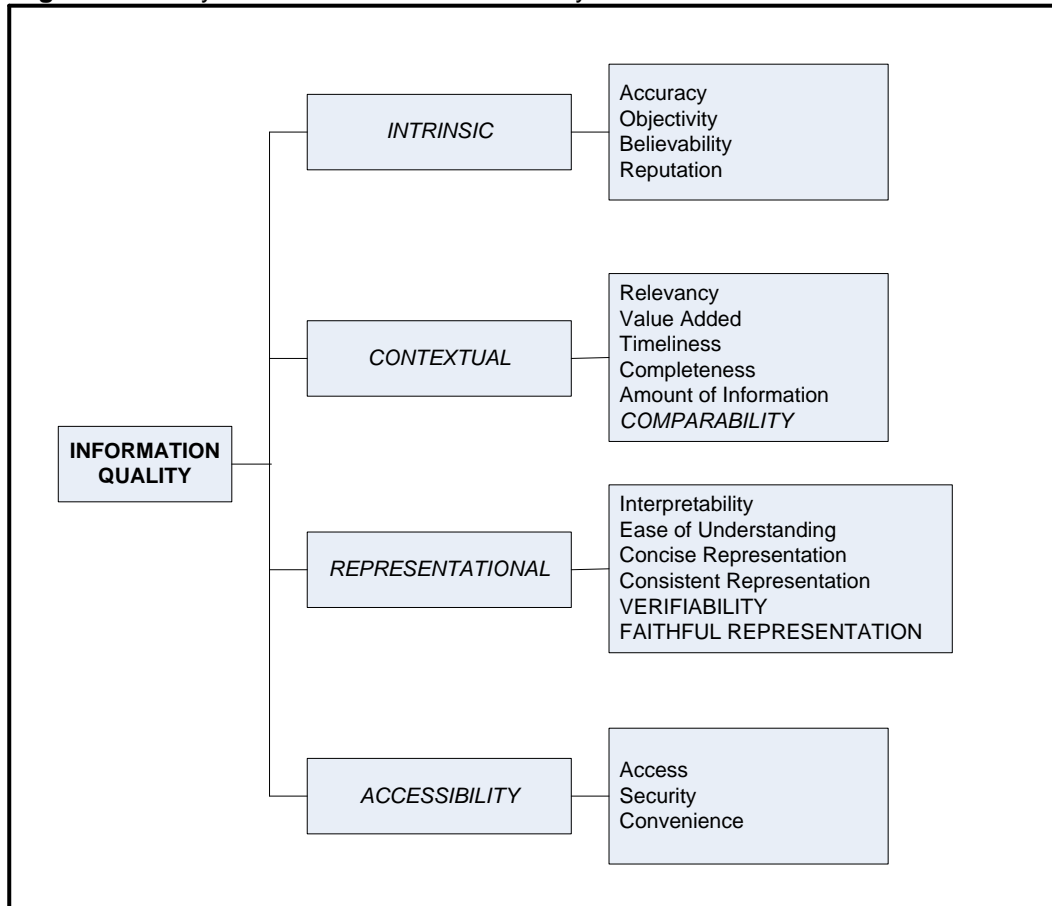 INTRINSIC
Accuracy
Objectivity
Believability
Reputation
CONTEXTUAL
Relevancy
Value Added
Timeliness
Completeness
Amount of Information
COMPARABILITY
INFORMATION
QUALITY
REPRESENTATIONAL
Interpretability
Ease of Understanding
Concise Representation
Consistent Representation
VERIFIABILITY
FAITHFUL REPRESENTATION
ACCESSIBILITY
Access
Security
Convenience